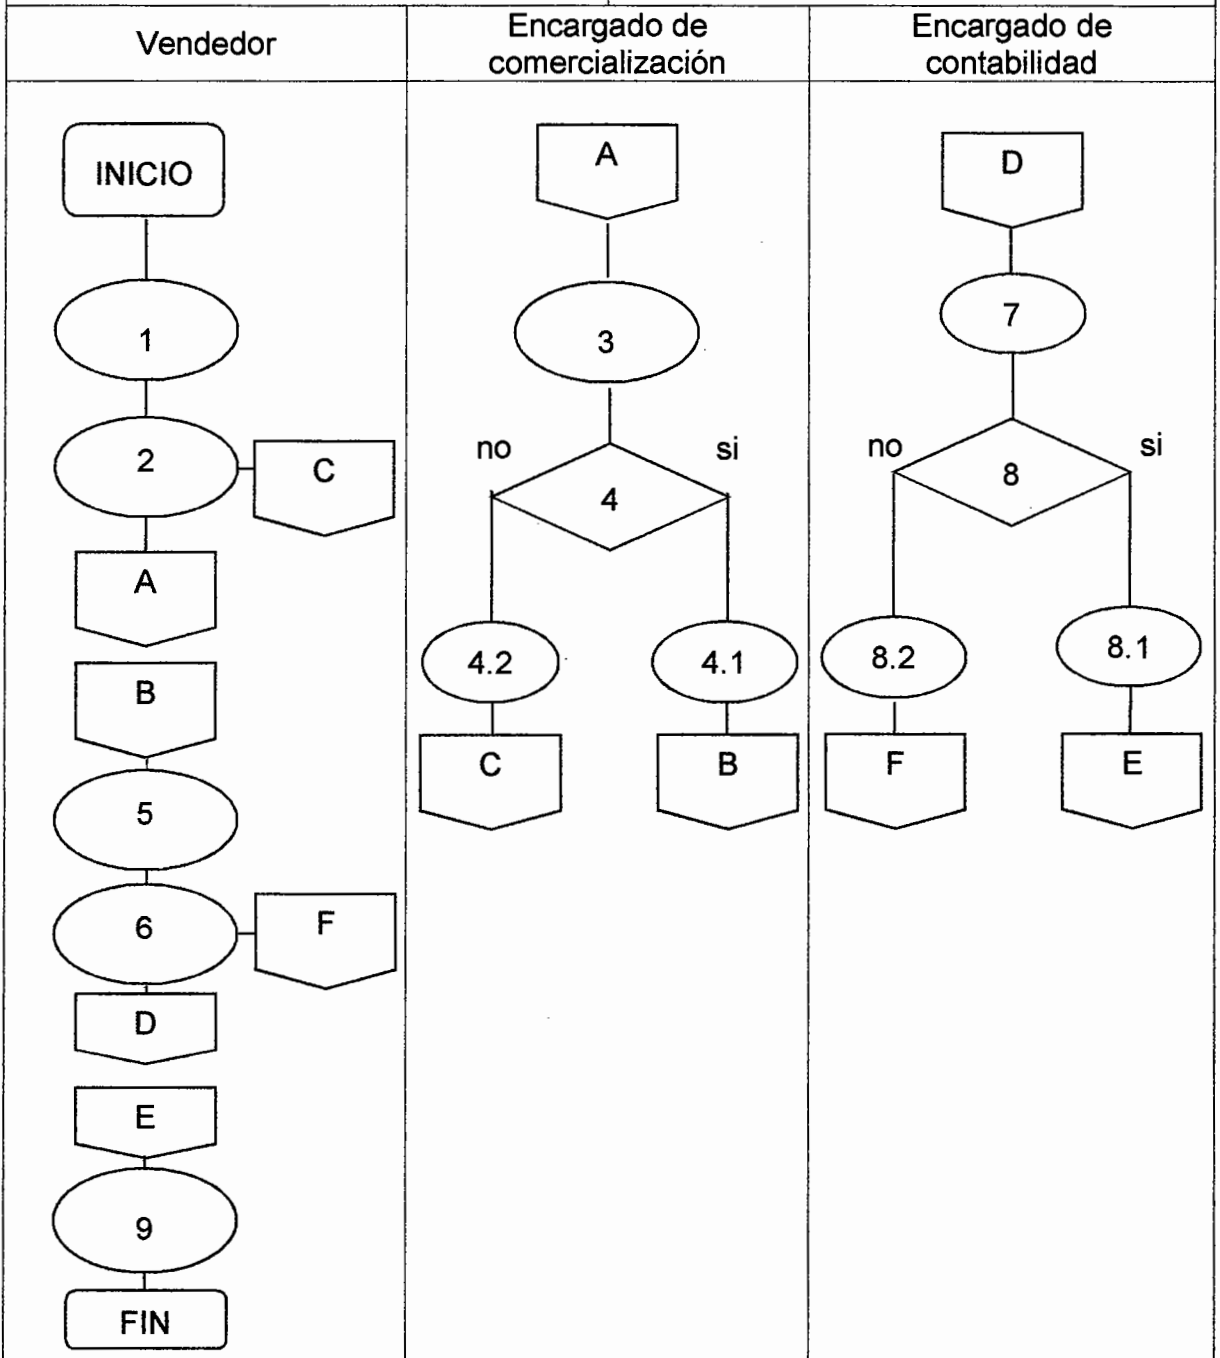 Vendedor
Encargado de
comercialización
Encargado de
contabilidad
INICIO
1
2
C
A
B
5
6
F
D
E
9
FIN
A
3
no
si
4
4.2
4.1
C
B
D
7
no
si
8
8.2
8.1
F
E